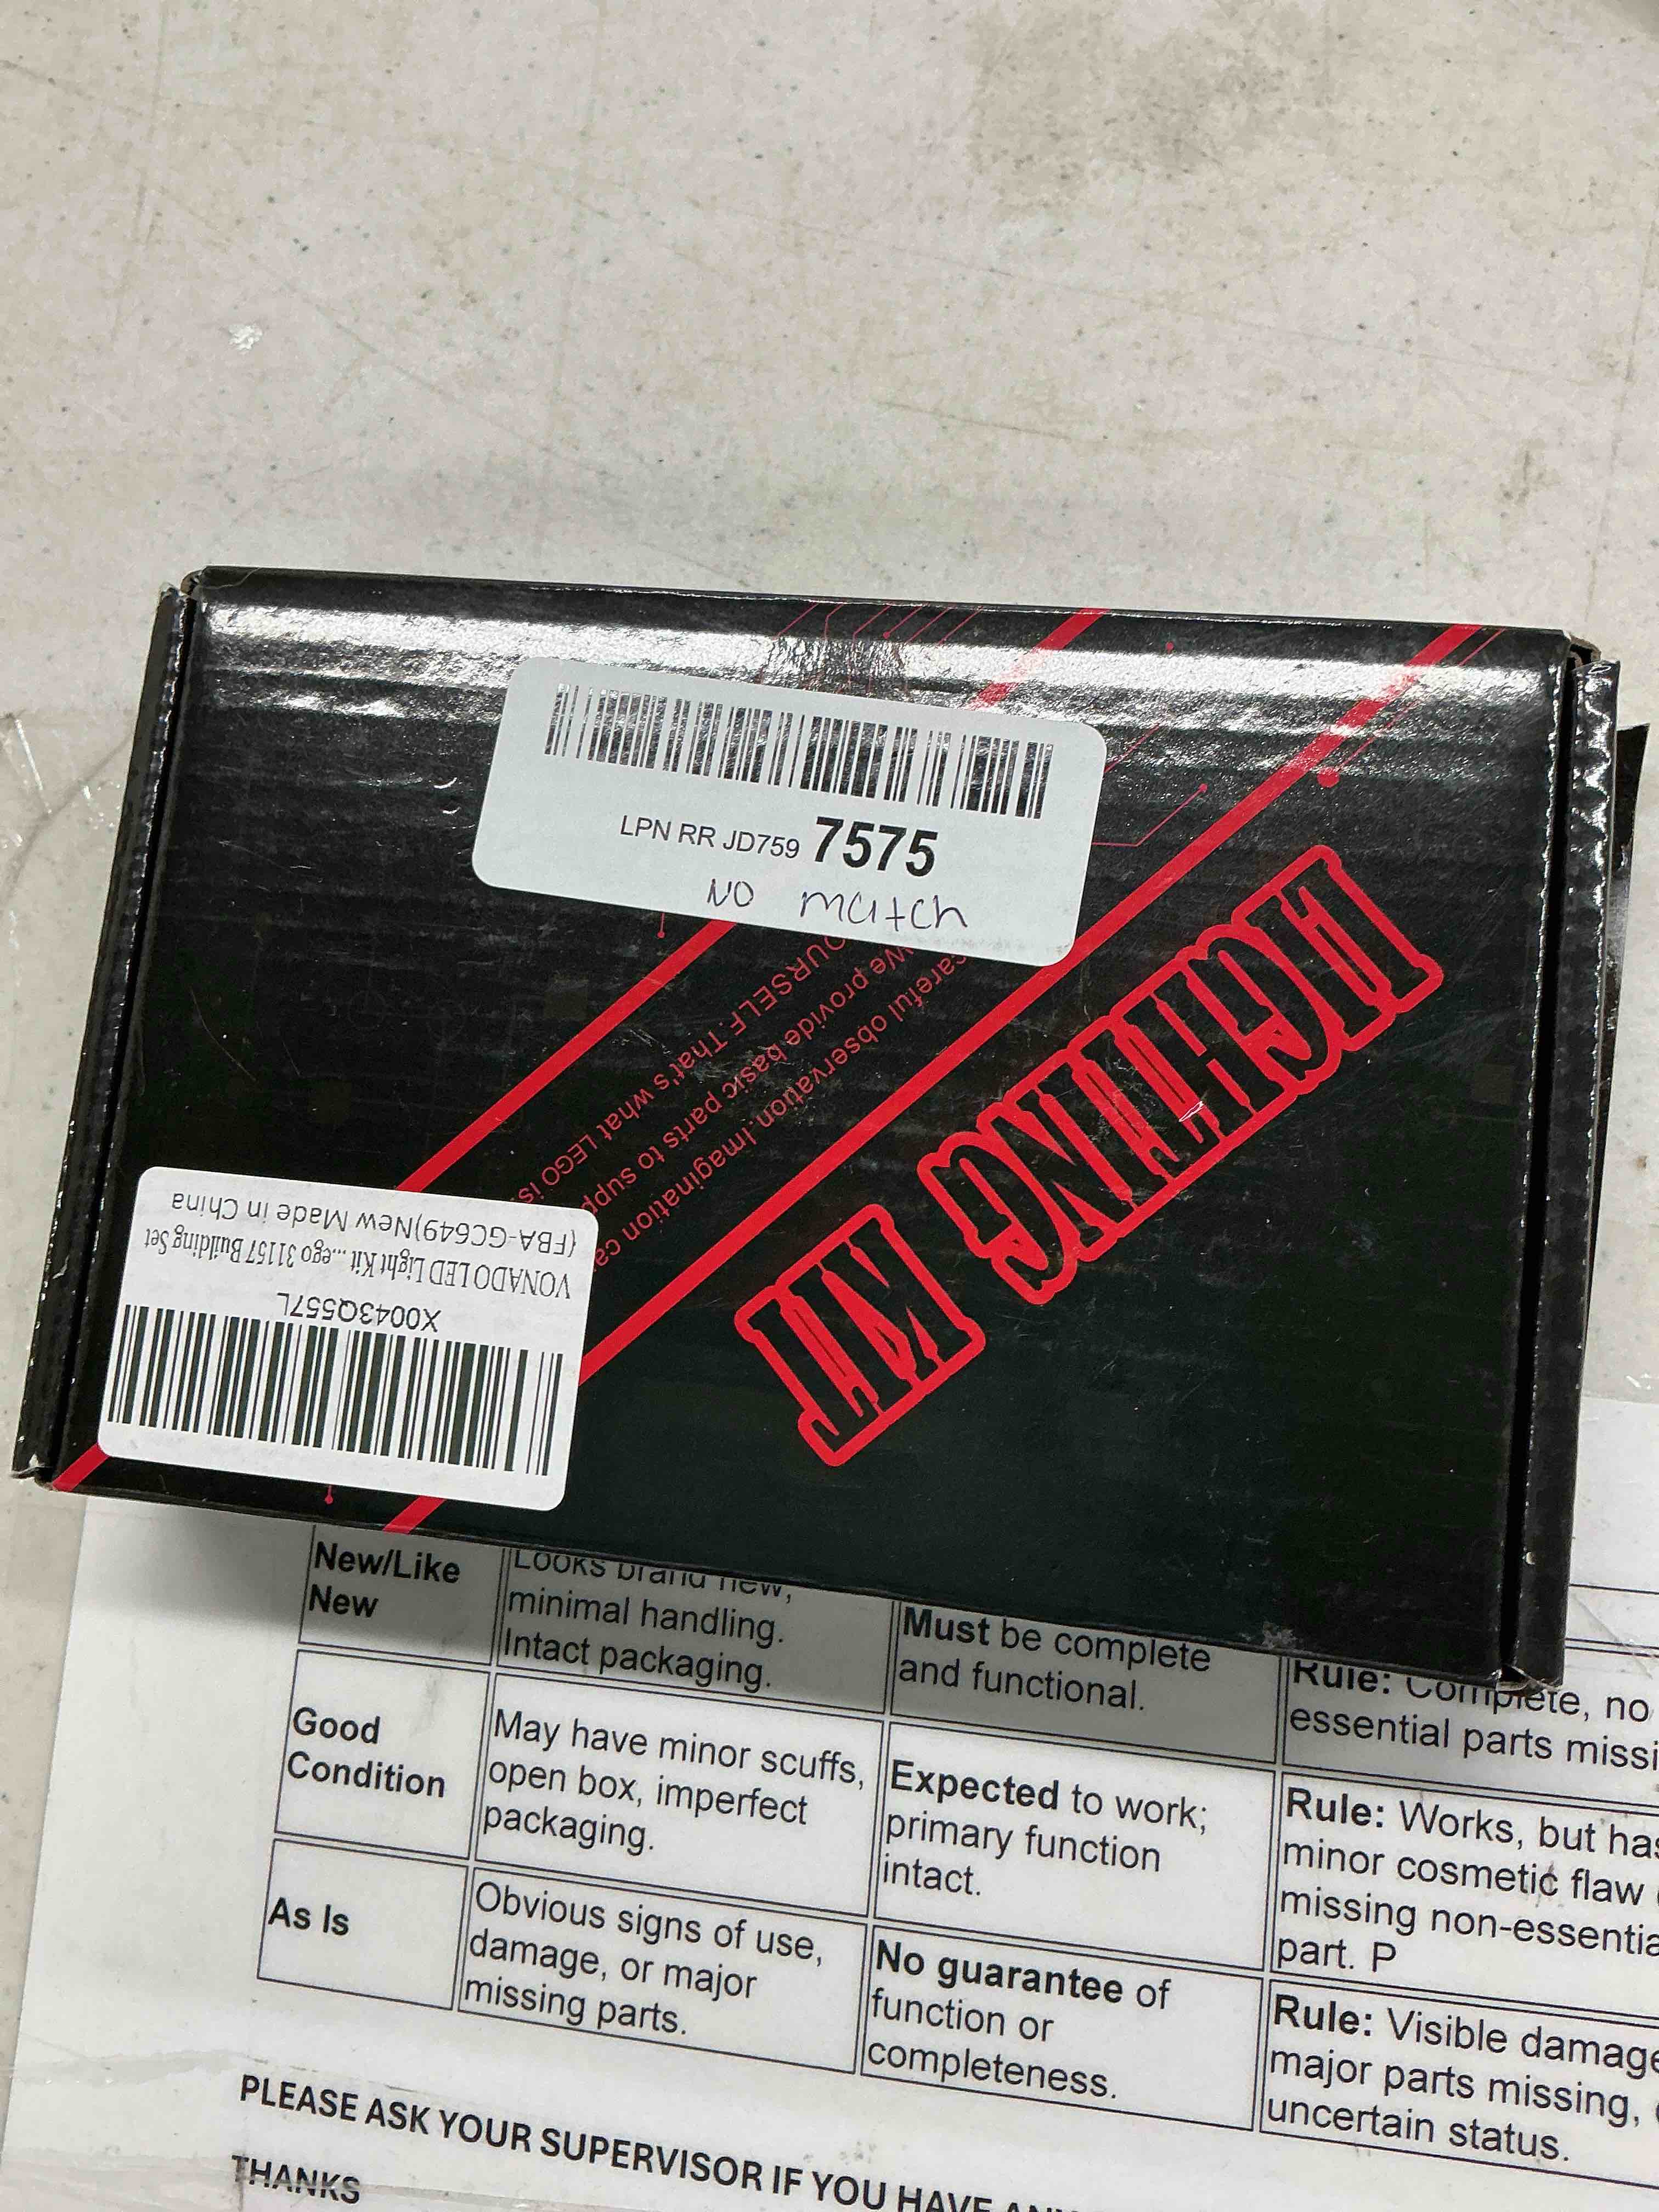 LPN RR JD759 7575
NO match
LIGHTING KIT
careful observation. Imagination ca
We provide basic parts to supp
OURSELF. That's what LEGO is.
X0043Q557L
VONADO LED Light Kit ...ego 31157 Building Set
(FBA-GC649)New Made in China
New/Like
New
Looks brand new,
minimal handling.
Intact packaging.
Must be complete
and functional.
Rule: Complete, no
essential parts missi
Good
Condition
May have minor scuffs,
open box, imperfect
packaging.
Expected to work;
primary function
intact.
Rule: Works, but has
minor cosmetic flaw
missing non-essentia
part. P
As Is
Obvious signs of use,
damage, or major
missing parts.
No guarantee of
function or
completeness.
Rule: Visible damage
major parts missing,
uncertain status.
PLEASE ASK YOUR SUPERVISOR IF YOU HAVE
THANKS